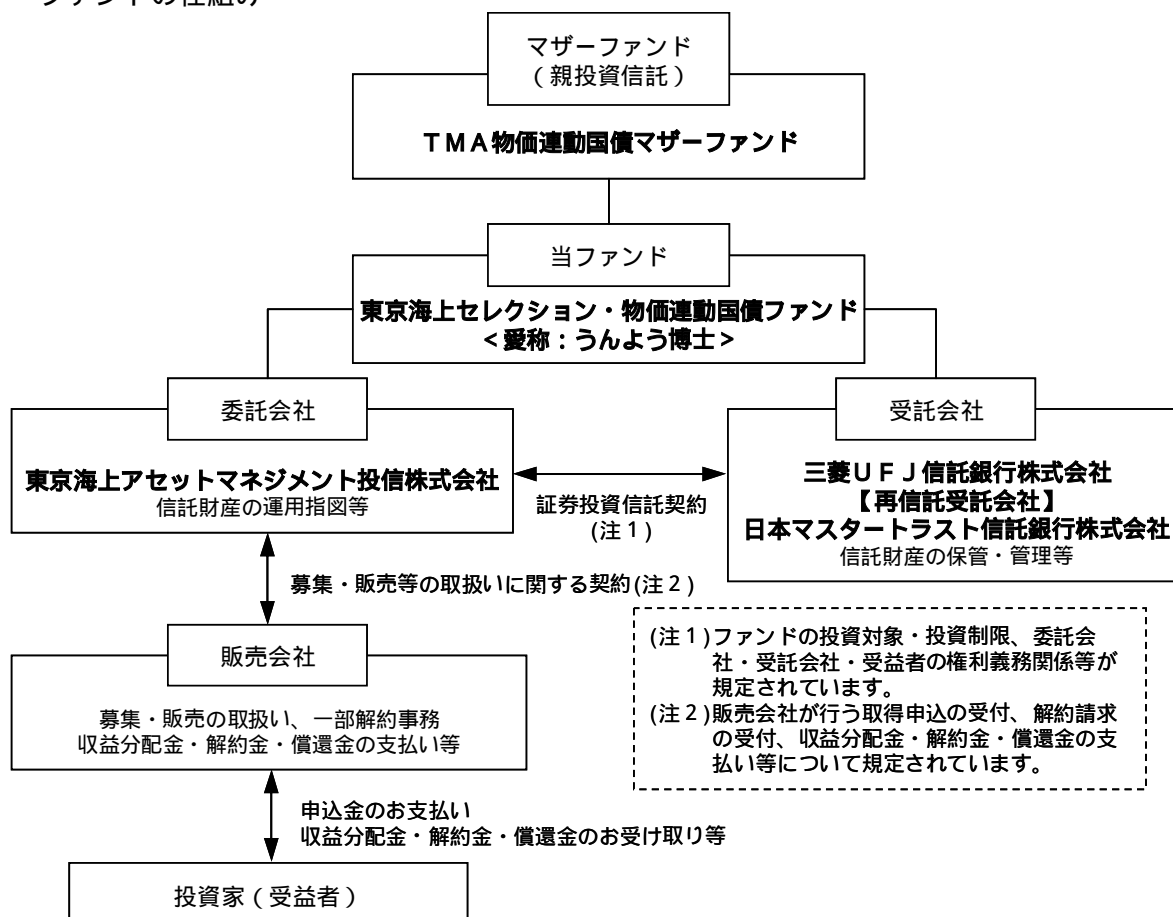 ファンドの仕組み
マザーファンド
（親投資信託）
ＴＭＡ物価連動国債マザーファンド
当ファンド
東京海上セレクション・物価連動国債ファンド
＜愛称：うんよう博士＞
委託会社
東京海上アセットマネジメント投信株式会社
信託財産の運用指図等
証券投資信託契約
(注１)
受託会社
三菱ＵＦＪ信託銀行株式会社
【再信託受託会社】
日本マスタートラスト信託銀行株式会社
信託財産の保管・管理等
募集・販売等の取扱いに関する契約(注２)
販売会社
募集・販売の取扱い、一部解約事務
収益分配金・解約金・償還金の支払い等
(注１)ファンドの投資対象・投資制限、委託会
社・受託会社・受益者の権利義務関係等が
規定されています。
(注２)販売会社が行う取得申込の受付、解約請求
の受付、収益分配金・解約金・償還金の支
払い等について規定されています。
申込金のお支払い
収益分配金・解約金・償還金のお受け取り等
投資家（受益者）